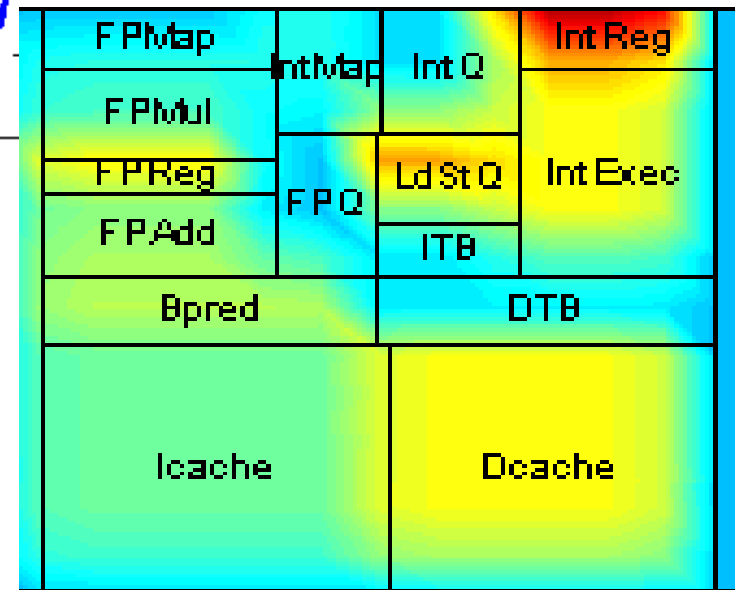 FPMap
IntMap
IntQ
IntReg
FPMul
FPReg
LdStQ
IntExec
FPQ
FPAdd
ITB
Bpred
DTB
Icache
Dcache